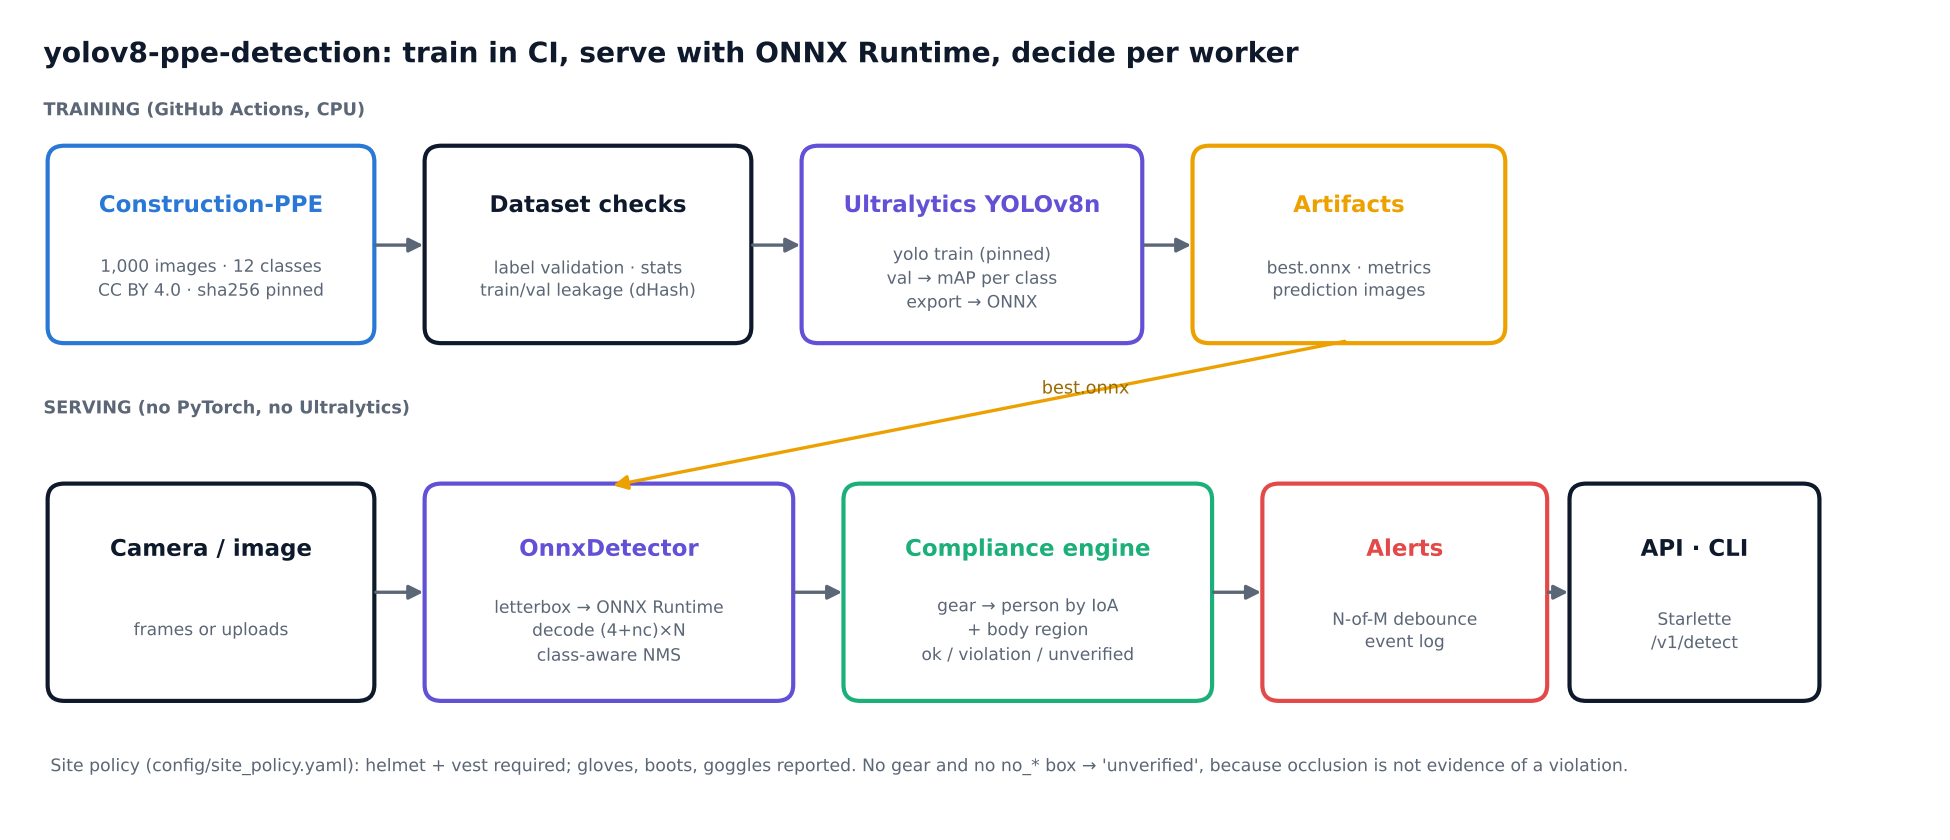 yolov8-ppe-detection: train in CI, serve with ONNX Runtime, decide per worker
TRAINING (GitHub Actions, CPU)
Construction-PPE
1,000 images · 12 classes
CC BY 4.0 · sha256 pinned
Dataset checks
label validation · stats
train/val leakage (dHash)
Ultralytics YOLOv8n
yolo train (pinned)
val → mAP per class
export → ONNX
Artifacts
best.onnx · metrics
prediction images
best.onnx
SERVING (no PyTorch, no Ultralytics)
Camera / image
frames or uploads
OnnxDetector
letterbox → ONNX Runtime
decode (4+nc)×N
class-aware NMS
Compliance engine
gear → person by IoA
+ body region
ok / violation / unverified
Alerts
N-of-M debounce
event log
API · CLI
Starlette
/v1/detect
Site policy (config/site_policy.yaml): helmet + vest required; gloves, boots, goggles reported. No gear and no no_* box → 'unverified', because occlusion is not evidence of a violation.